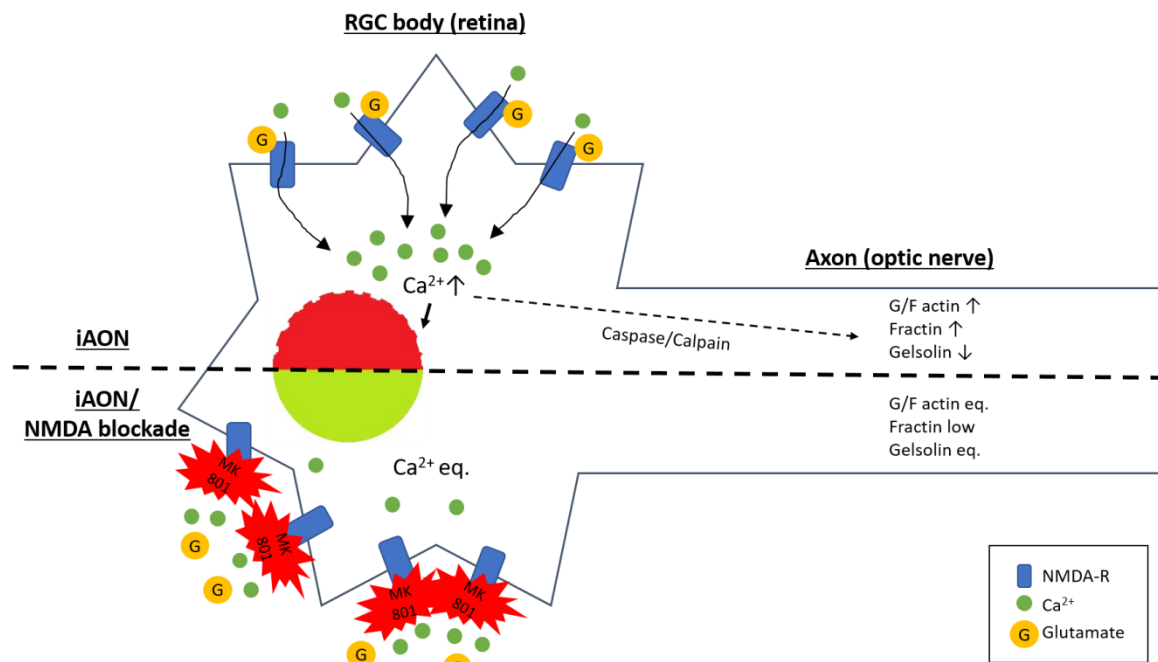 RGC body (retina)
G
G
G
G
Ca²⁺↑
Axon (optic nerve)
G/F actin ↑
Fractin ↑
Gelsolin ↓
Caspase/Calpain
iAON
iAON/
NMDA blockade
G/F actin eq.
Fractin low
Gelsolin eq.
Ca²⁺ eq.
MK
801
MK
801
MK
801
MK
801
G
G
G
G
NMDA-R
Ca²⁺
G Glutamate